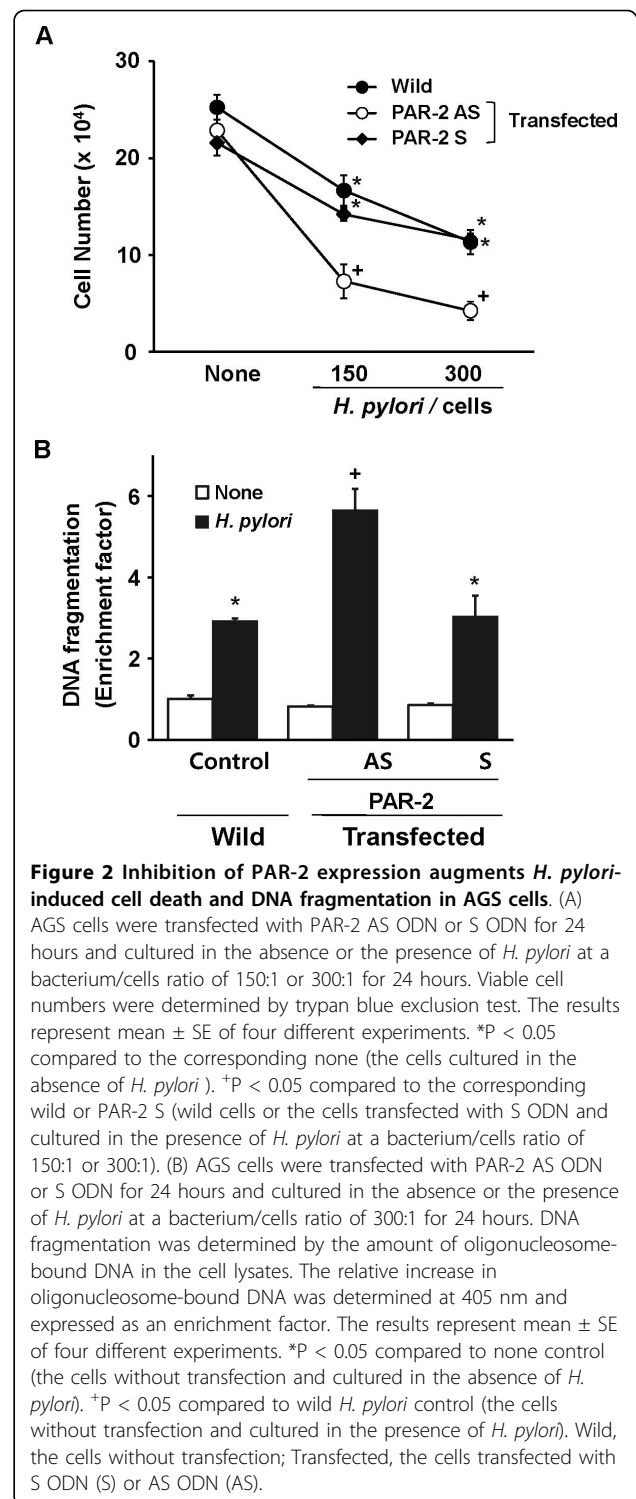 A
30
20
10
0
Cell Number (x 10⁴)
Wild
PAR-2 AS
PAR-2 S
Transfected
*
*
+
*
*
+
None
150
300
H. pylori / cells
B
6
4
2
0
DNA fragmentation
(Enrichment factor)
None
H. pylori
*
+
*
Control
AS
S
PAR-2
Wild
Transfected
Figure 2 Inhibition of PAR-2 expression augments H. pylori-
induced cell death and DNA fragmentation in AGS cells. (A)
AGS cells were transfected with PAR-2 AS ODN or S ODN for 24
hours and cultured in the absence or the presence of H. pylori at a
bacterium/cells ratio of 150:1 or 300:1 for 24 hours. Viable cell
numbers were determined by trypan blue exclusion test. The results
represent mean ± SE of four different experiments. *P < 0.05
compared to the corresponding none (the cells cultured in the
absence of H. pylori ). ⁺P < 0.05 compared to the corresponding
wild or PAR-2 S (wild cells or the cells transfected with S ODN and
cultured in the presence of H. pylori at a bacterium/cells ratio of
150:1 or 300:1). (B) AGS cells were transfected with PAR-2 AS ODN
or S ODN for 24 hours and cultured in the absence or the presence
of H. pylori at a bacterium/cells ratio of 300:1 for 24 hours. DNA
fragmentation was determined by the amount of oligonucleosome-
bound DNA in the cell lysates. The relative increase in
oligonucleosome-bound DNA was determined at 405 nm and
expressed as an enrichment factor. The results represent mean ± SE
of four different experiments. *P < 0.05 compared to none control
(the cells without transfection and cultured in the absence of H.
pylori). ⁺P < 0.05 compared to wild H. pylori control (the cells
without transfection and cultured in the presence of H. pylori). Wild,
the cells without transfection; Transfected, the cells transfected with
S ODN (S) or AS ODN (AS).